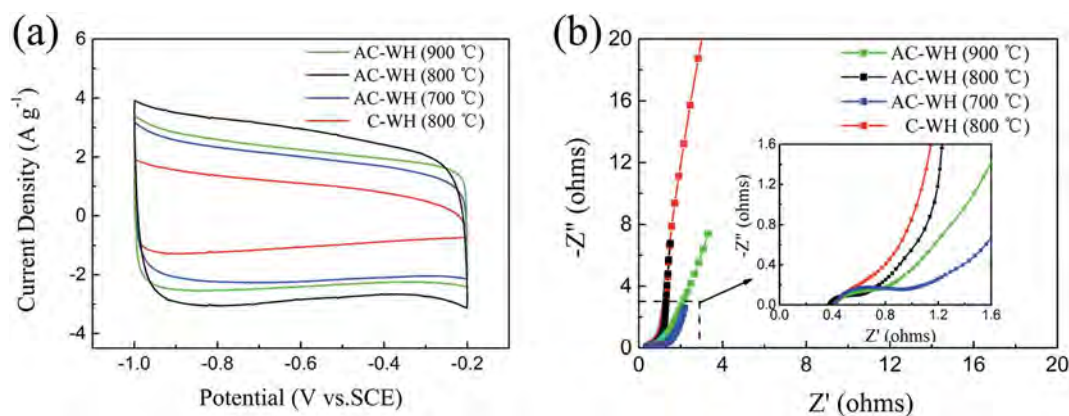 (a)
6
4
2
0
-2
-4
-1.0
-0.8
-0.6
-0.4
-0.2
Current Density (A g⁻¹)
Potential (V vs.SCE)
AC-WH (900 ℃)
AC-WH (800 ℃)
AC-WH (700 ℃)
C-WH (800 ℃)
(b)
20
16
12
8
4
0
0
4
8
12
16
20
-Z" (ohms)
Z' (ohms)
AC-WH (900 ℃)
AC-WH (800 ℃)
AC-WH (700 ℃)
C-WH (800 ℃)
1.6
1.2
0.8
0.4
0.0
0.0
0.4
0.8
1.2
1.6
-Z" (ohms)
Z' (ohms)